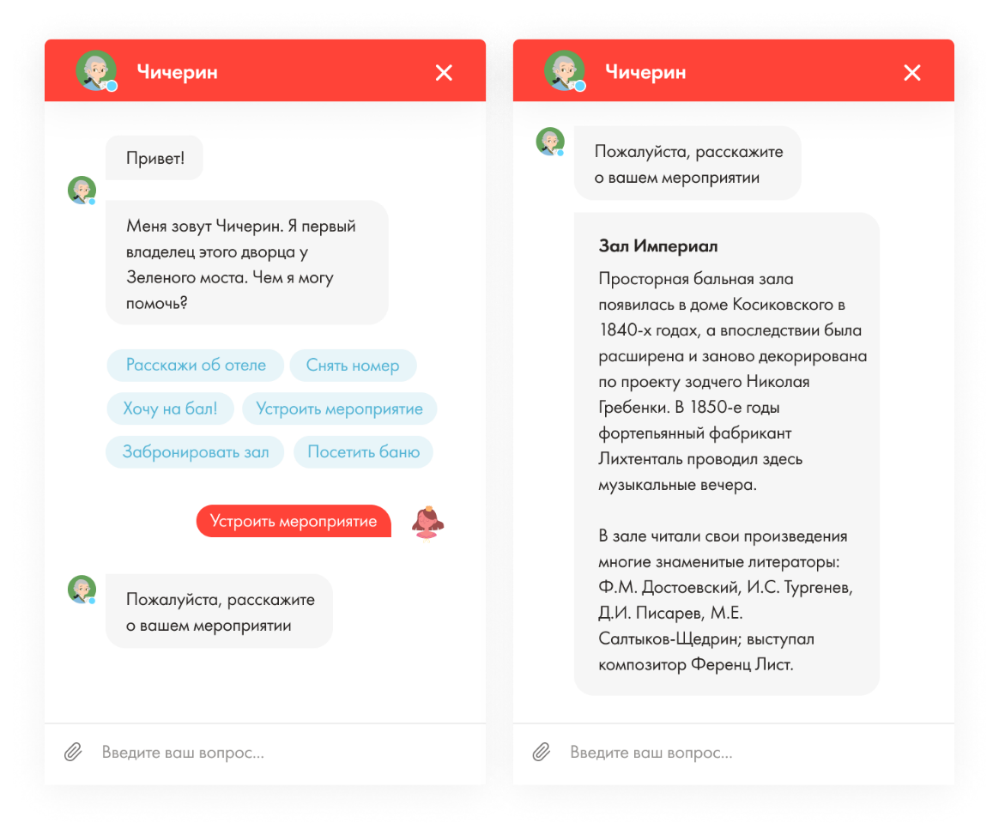 Чичерин
Привет!
Меня зовут Чичерин. Я первый
владелец этого дворца у
Зеленого моста. Чем я могу
помочь?
Расскажи об отеле
Снять номер
Хочу на бал!
Устроить мероприятие
Забронировать зал
Посетить баню
Устроить мероприятие
Пожалуйста, расскажите
о вашем мероприятии
Введите ваш вопрос...
Чичерин
Пожалуйста, расскажите
о вашем мероприятии
Зал Империал
Просторная бальная зала
появилась в доме Косиковского в
1840-х годах, а впоследствии была
расширена и заново декорирована
по проекту зодчего Николая
Гребенки. В 1850-е годы
фортепьянный фабрикант
Лихтенталь проводил здесь
музыкальные вечера.
В зале читали свои произведения
многие знаменитые литераторы:
Ф.М. Достоевский, И.С. Тургенев,
Д.И. Писарев, М.Е.
Салтыков-Щедрин; выступал
композитор Ференц Лист.
Введите ваш вопрос...